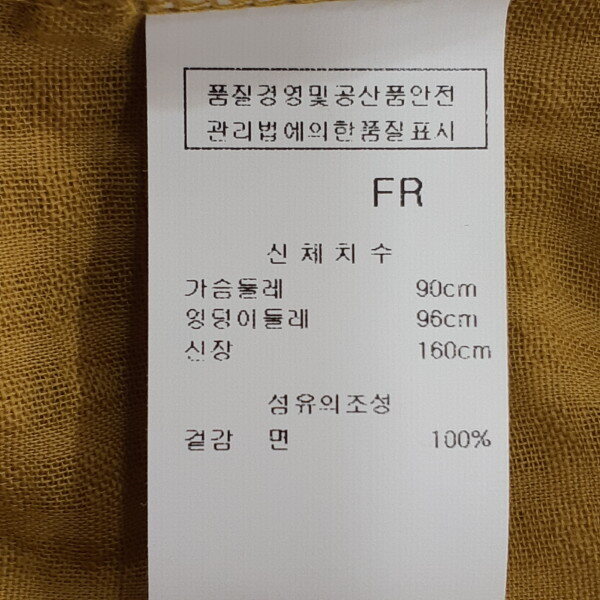 품질경영및공산품안전
관리법에의한품질표시
FR
신체치수
가슴둘레 90cm
엉덩이둘레 96cm
신장 160cm
섬유의조성
겉감 면 100%